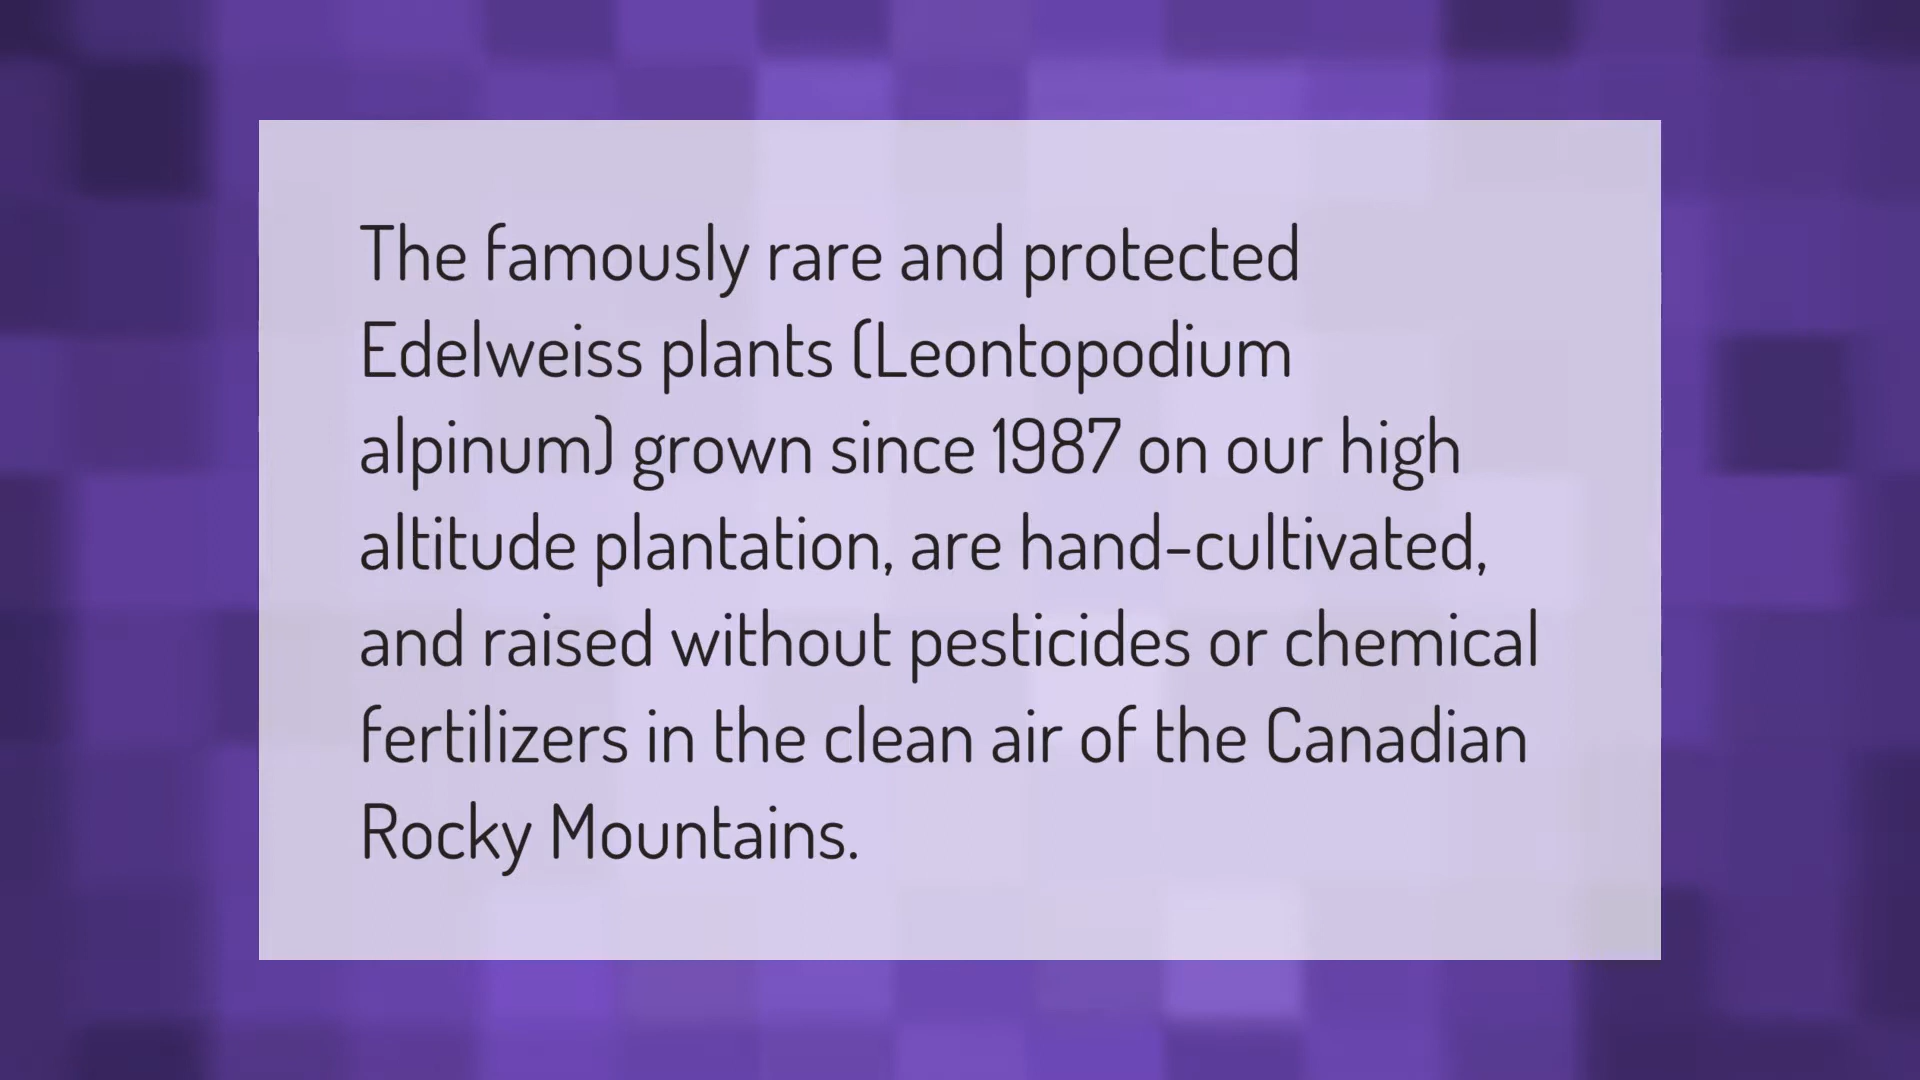 The famously rare and protected
Edelweiss plants (Leontopodium
alpinum) grown since 1987 on our high
altitude plantation, are hand-cultivated,
and raised without pesticides or chemical
fertilizers in the clean air of the Canadian
Rocky Mountains.